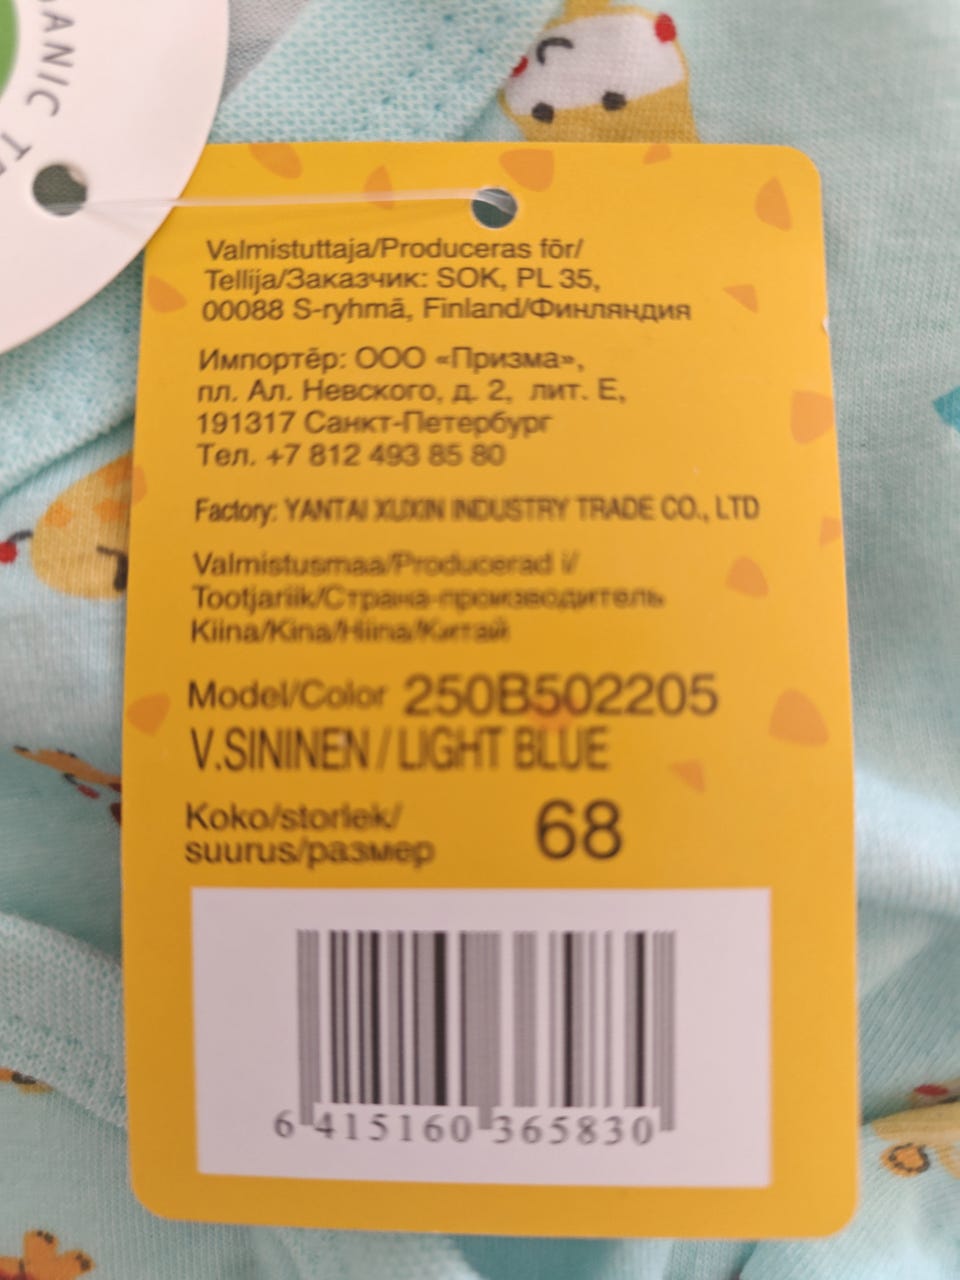 GANIC
Valmistuttaja/Produceras för/
Tellija/Заказчик: SOK, PL 35,
00088 S-ryhmä, Finland/Финляндия
Импортёр: ООО «Призма»,
пл. Ал. Невского, д. 2, лит. Е,
191317 Санкт-Петербург
Тел. +7 812 493 85 80
Factory: YANTAI XUXIN INDUSTRY TRADE CO., LTD
Valmistusmaa/Producerad i/
Tootjariik/Страна-производитель
Kiina/Kina/Hiina/Китай
Model/Color 250B502205
V.SININEN / LIGHT BLUE
Koko/storlek/
suurus/размер 68
6 415160 365830